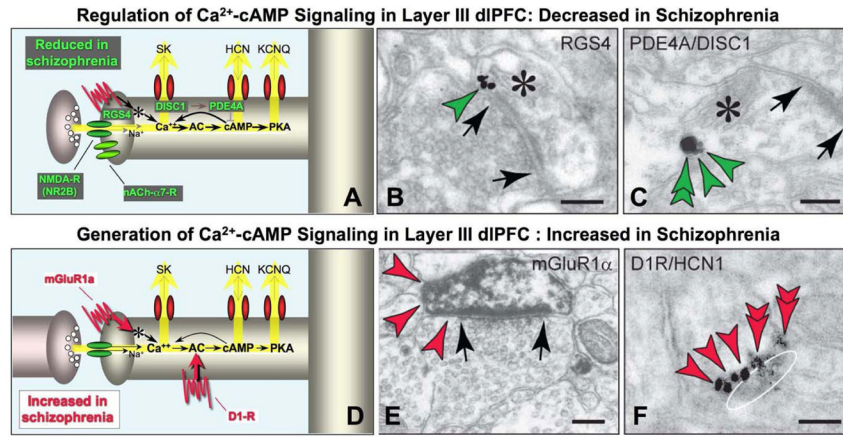 Regulation of Ca²⁺-cAMP Signaling in Layer III dlPFC: Decreased in Schizophrenia
Reduced in
schizophrenia
SK
HCN
KCNQ
RGS4
*
DISC1
PDE4A
Na⁺
Ca⁺⁺
AC
cAMP
PKA
NMDA-R
(NR2B)
nACh-α7-R
A
RGS4
*
B
PDE4A/DISC1
*
C
Generation of Ca²⁺-cAMP Signaling in Layer III dlPFC : Increased in Schizophrenia
mGluR1a
SK
HCN
KCNQ
*
Na⁺
Ca⁺⁺
AC
cAMP
PKA
Increased in
schizophrenia
D1-R
D
mGluR1α
E
D1R/HCN1
F